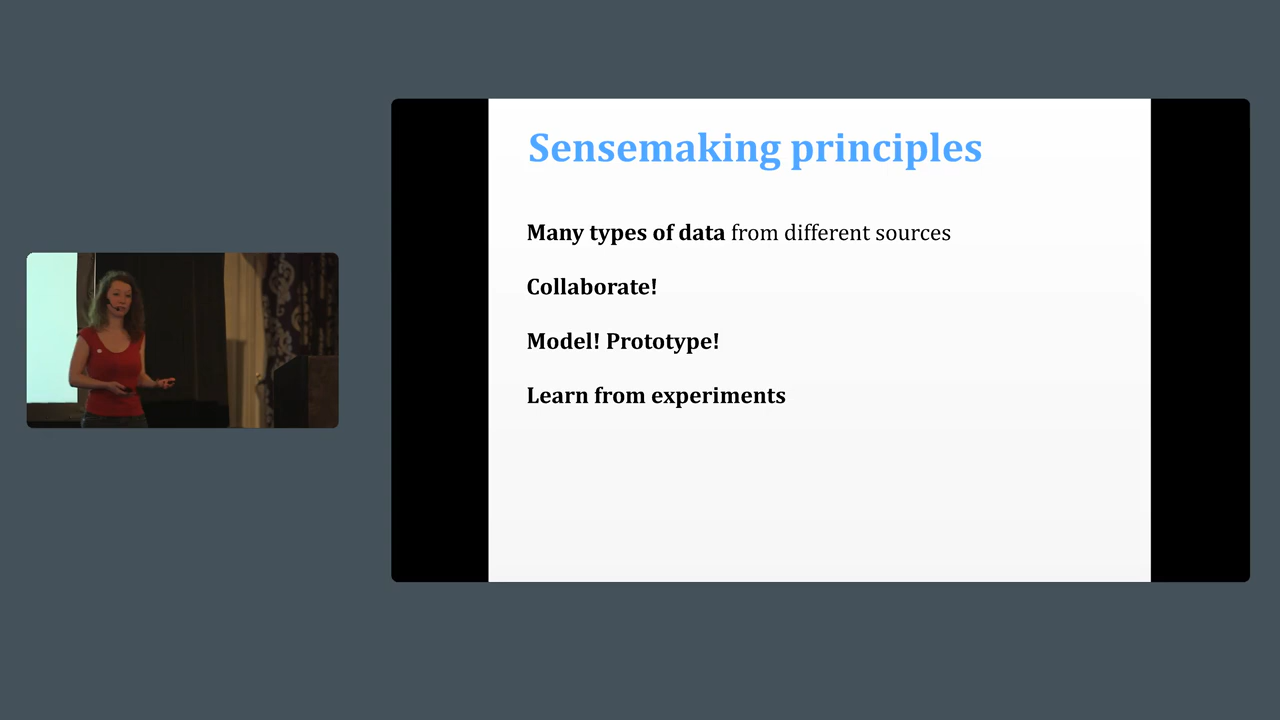 Sensemaking principles
Many types of data from different sources
Collaborate!
Model! Prototype!
Learn from experiments